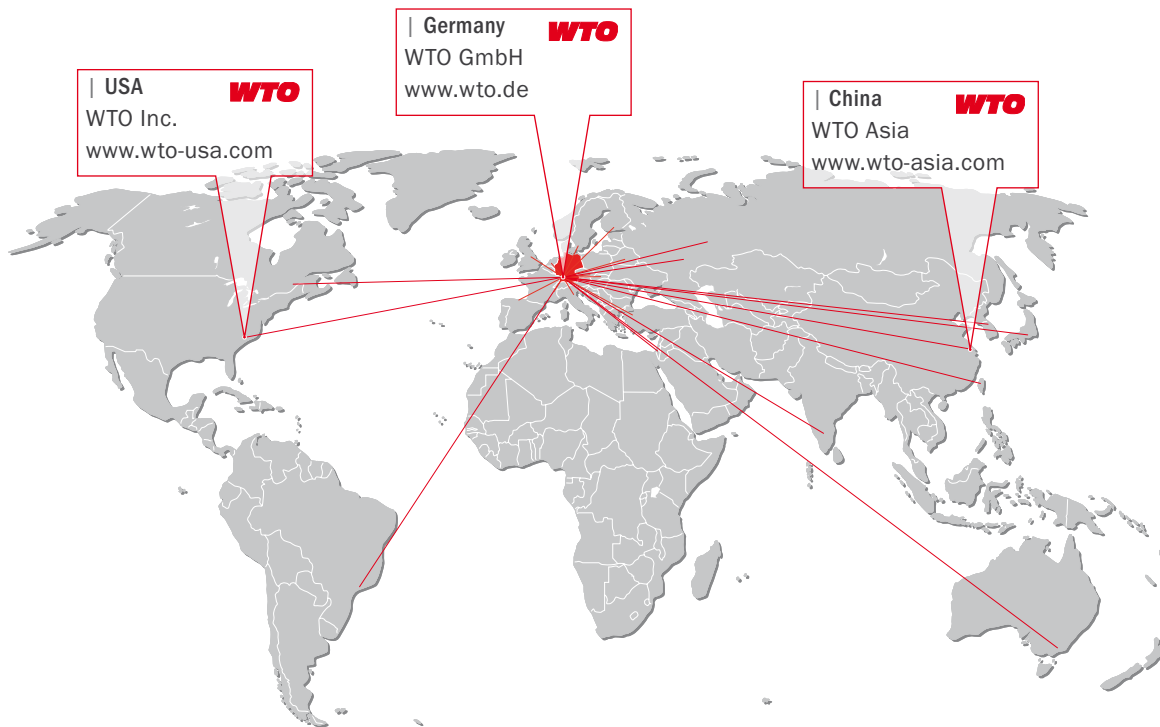 | USA WTO
WTO Inc.
www.wto-usa.com
| Germany WTO
WTO GmbH
www.wto.de
| China WTO
WTO Asia
www.wto-asia.com